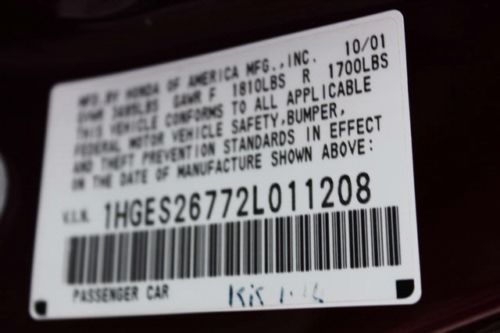 MFD. BY HONDA OF AMERICA MFG., INC. 10/01
GVWR 3485LBS GAWR F 1810LBS R 1700LBS
THIS VEHICLE CONFORMS TO ALL APPLICABLE
FEDERAL MOTOR VEHICLE SAFETY, BUMPER,
AND THEFT PREVENTION STANDARDS IN EFFECT
ON THE DATE OF MANUFACTURE SHOWN ABOVE:
V.I.N. 1HGES26772L011208
PASSENGER CAR